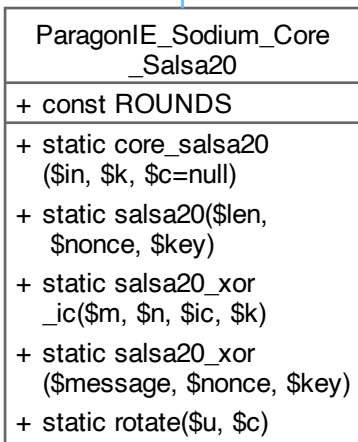 ParagonIE_Sodium_Core
_Salsa20
+ const ROUNDS
+ static core_salsa20
($in, $k, $c=null)
+ static salsa20($len,
$nonce, $key)
+ static salsa20_xor
_ic($m, $n, $ic, $k)
+ static salsa20_xor
($message, $nonce, $key)
+ static rotate($u, $c)